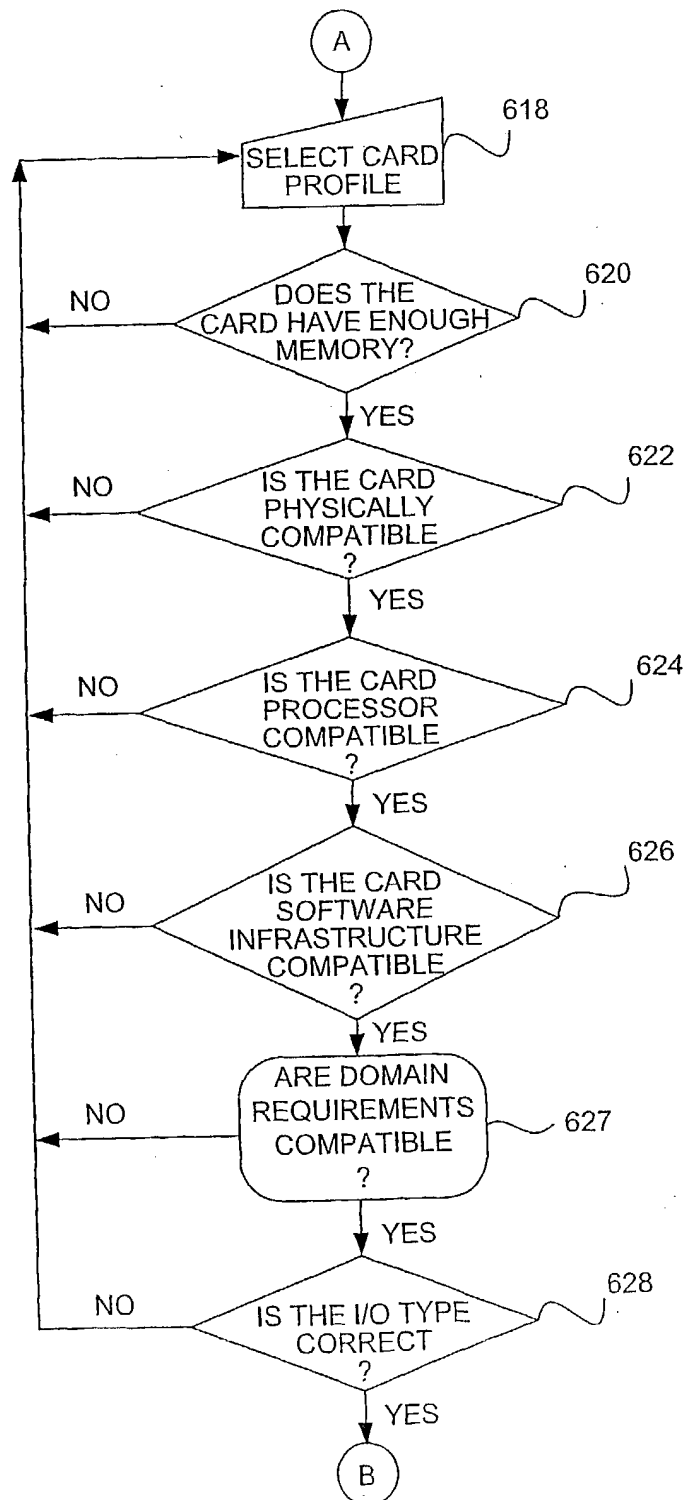 A
618
SELECT CARD
PROFILE
620
NO
DOES THE
CARD HAVE ENOUGH
MEMORY?
YES
622
NO
IS THE CARD
PHYSICALLY
COMPATIBLE
?
YES
624
NO
IS THE CARD
PROCESSOR
COMPATIBLE
?
YES
626
NO
IS THE CARD
SOFTWARE
INFRASTRUCTURE
COMPATIBLE
?
YES
NO
ARE DOMAIN
REQUIREMENTS
COMPATIBLE
?
627
YES
628
NO
IS THE I/O TYPE
CORRECT
?
YES
B